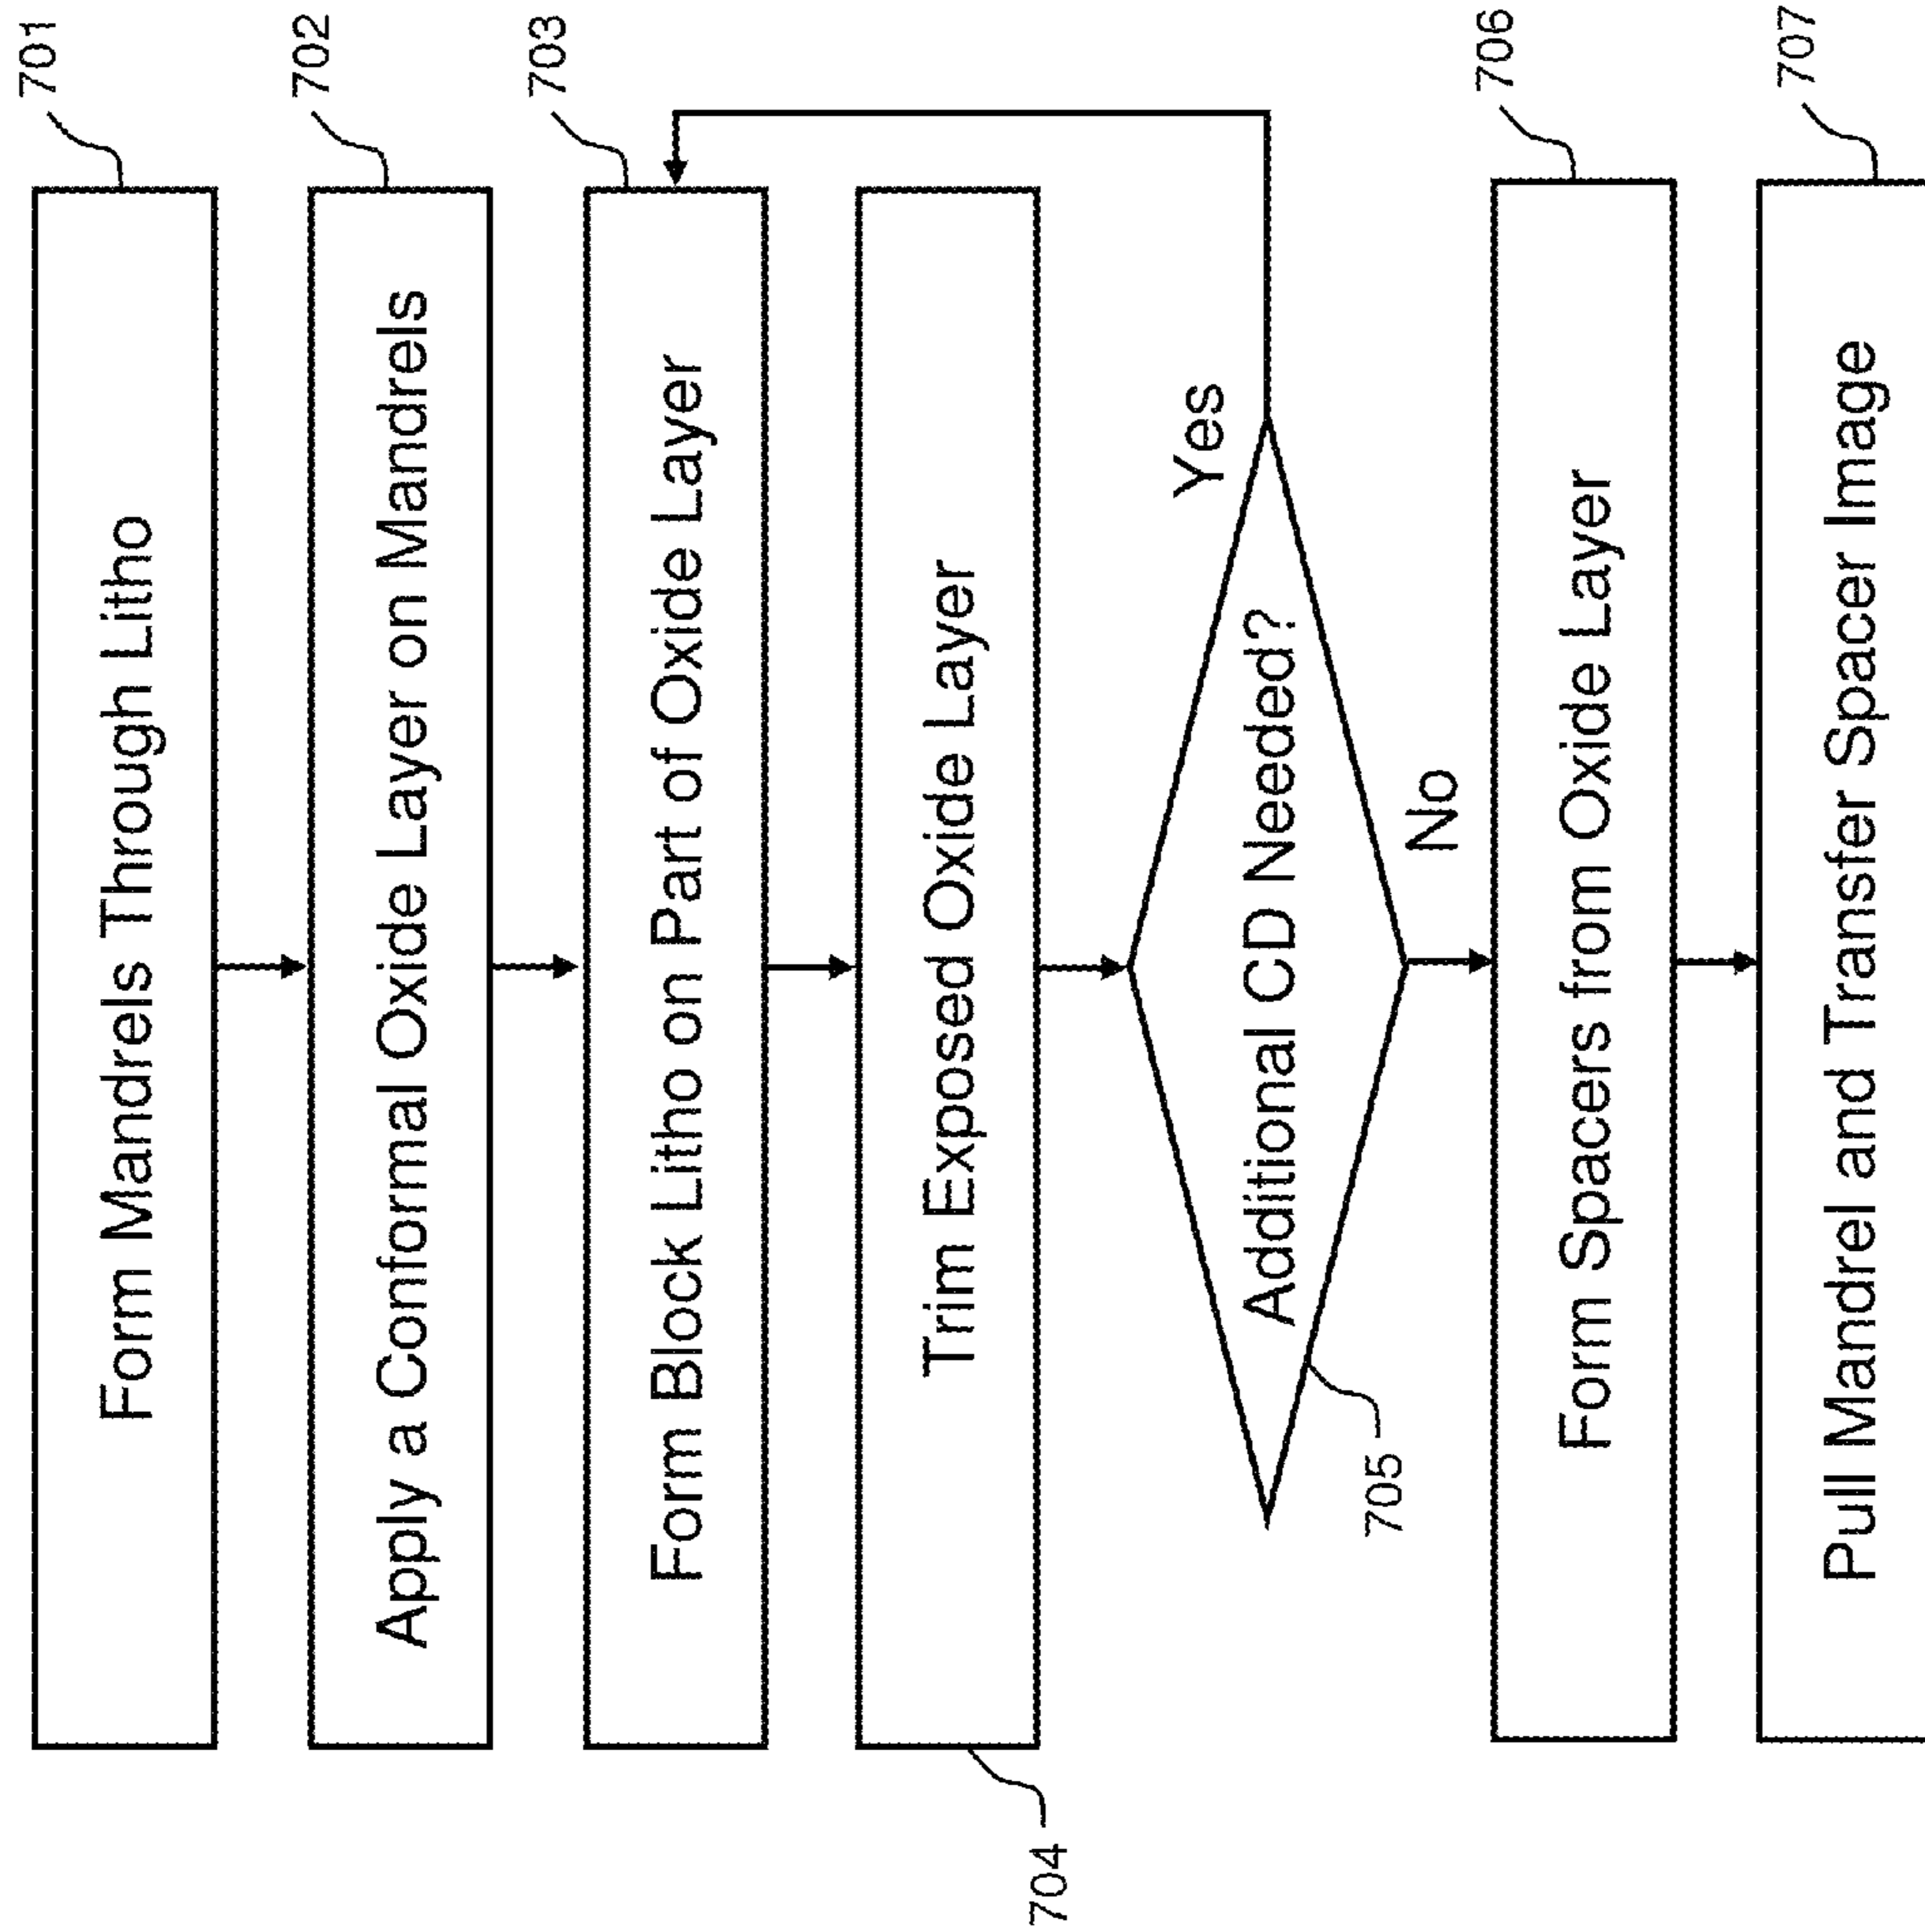 701
Form Mandrels Through Litho
702
Apply a Conformal Oxide Layer on Mandrels
703
Form Block Litho on Part of Oxide Layer
704
Trim Exposed Oxide Layer
705
Additional CD Needed?
Yes
No
706
Form Spacers from Oxide Layer
707
Pull Mandrel and Transfer Spacer Image